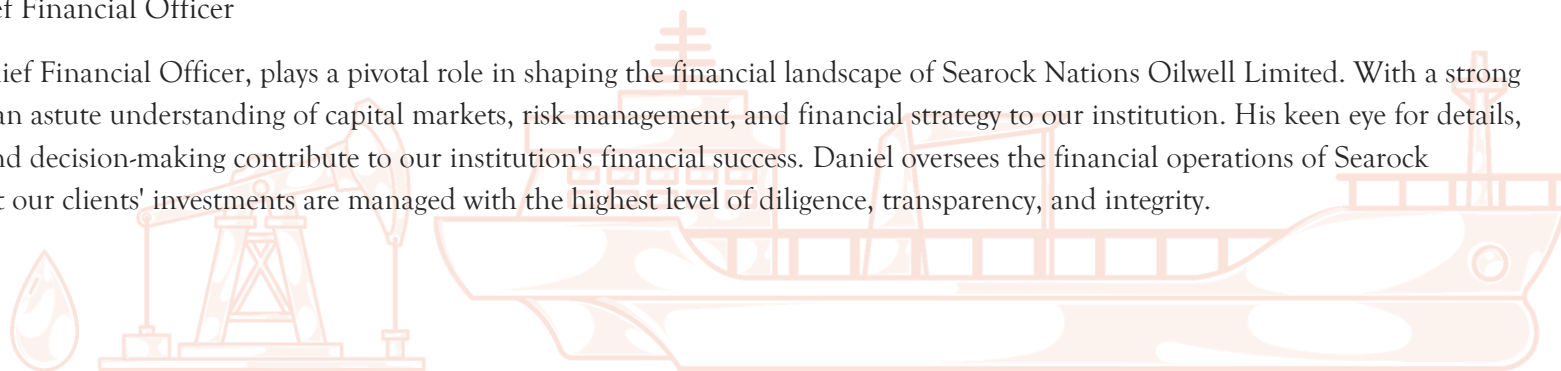 Financial Officer
Financial Officer, plays a pivotal role in shaping the financial landscape of Searock Nations Oilwell Limited. With a strong
an astute understanding of capital markets, risk management, and financial strategy to our institution. His keen eye for details,
decision-making contribute to our institution's financial success. Daniel oversees the financial operations of Searock
our clients' investments are managed with the highest level of diligence, transparency, and integrity.